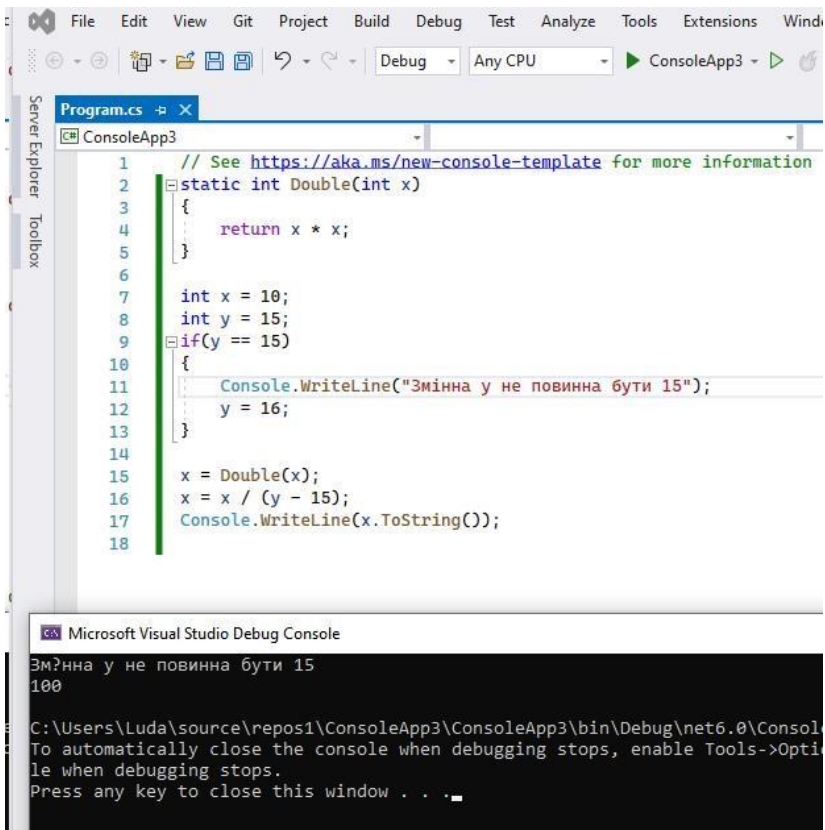 File Edit View Git Project Build Debug Test Analyze Tools Extensions
Debug Any CPU ConsoleApp3
Server Explorer
Toolbox
Program.cs
C# ConsoleApp3
1 // See https://aka.ms/new-console-template for more information
2 static int Double(int x)
3 {
4 return x * x;
5 }
6
7 int x = 10;
8 int y = 15;
9 if(y == 15)
10 {
11 Console.WriteLine("Змінна y не повинна бути 15");
12 y = 16;
13 }
14
15 x = Double(x);
16 x = x / (y - 15);
17 Console.WriteLine(x.ToString());
18
Microsoft Visual Studio Debug Console
Зм?нна y не повинна бути 15
100
C:\Users\Luda\source\repos1\ConsoleApp3\ConsoleApp3\bin\Debug\net6.0\Consol
To automatically close the console when debugging stops, enable Tools->Opti
le when debugging stops.
Press any key to close this window . . .